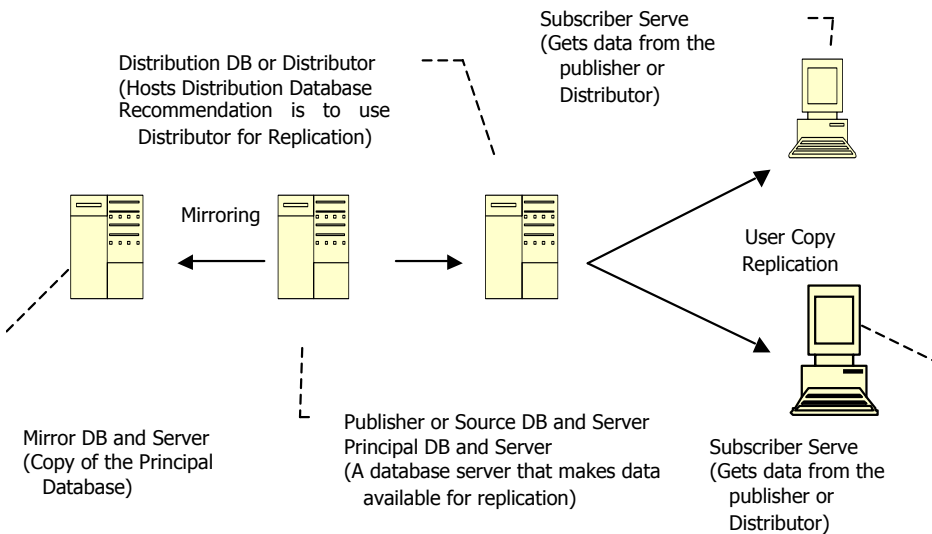 Subscriber Serve
(Gets data from the
publisher or
Distributor)
Distribution DB or Distributor
(Hosts Distribution Database
Recommendation is to use
Distributor for Replication)
Mirroring
User Copy
Replication
Mirror DB and Server
(Copy of the Principal
Database)
Publisher or Source DB and Server
Principal DB and Server
(A database server that makes data
available for replication)
Subscriber Serve
(Gets data from the
publisher or
Distributor)